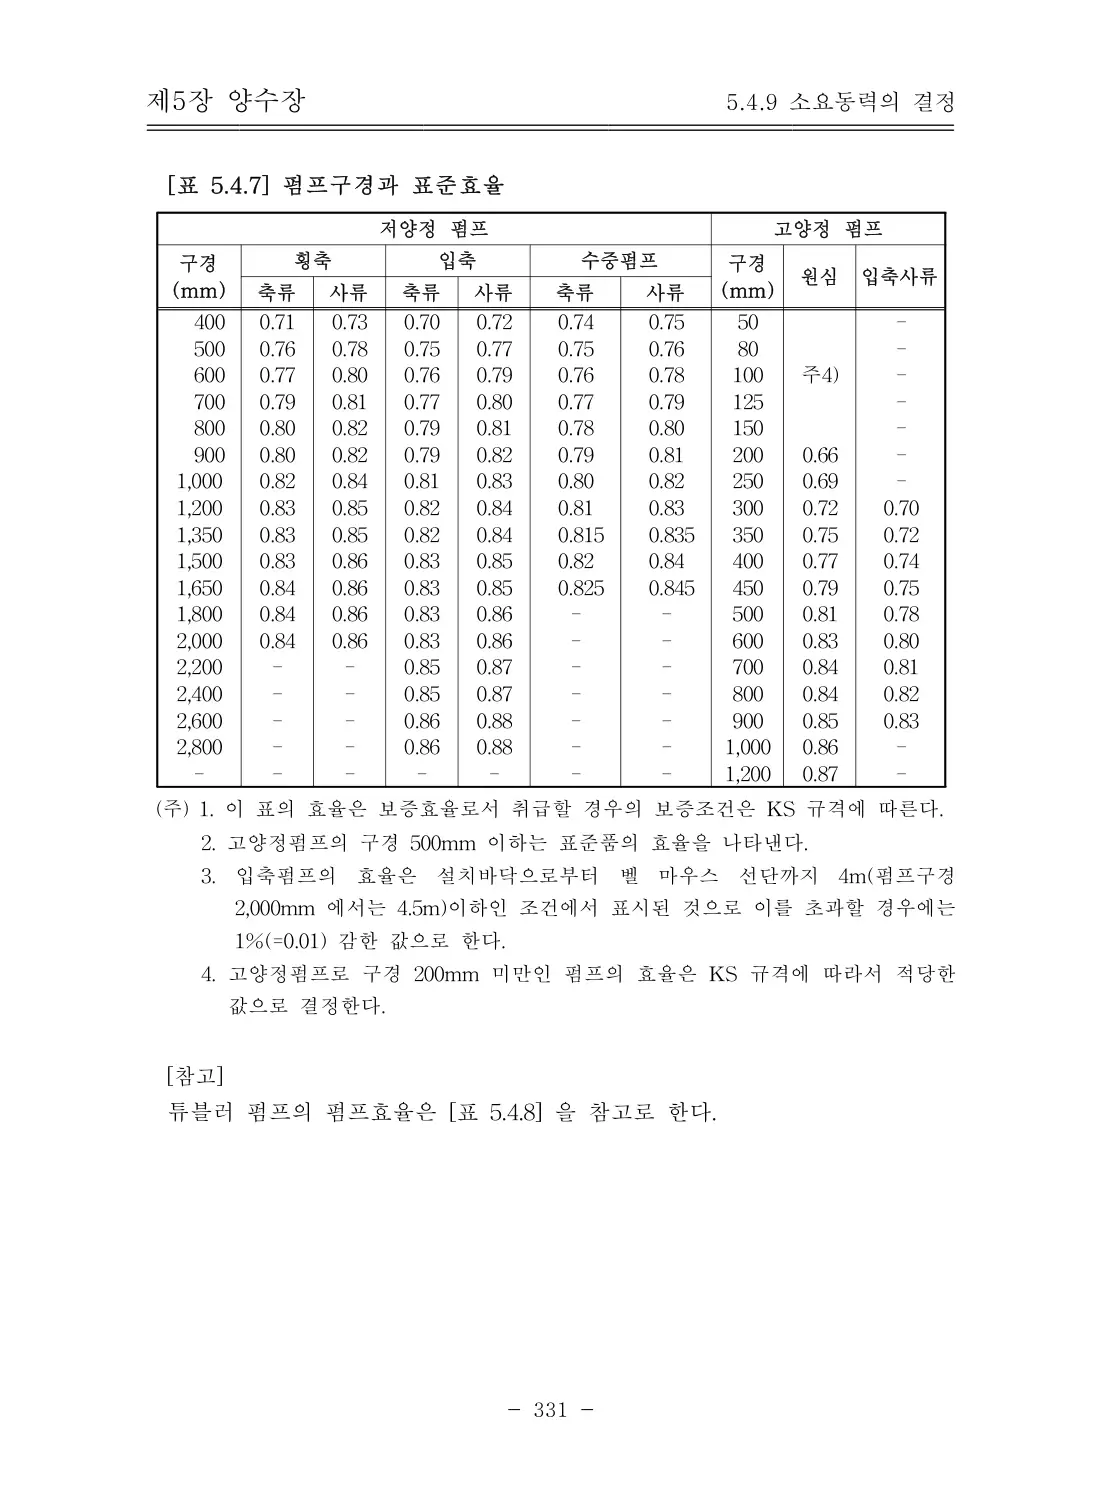 제5장 양수장 5.4.9 소요동력의 결정
[표 5.4.7] 펌프구경과 표준효율
저양정 펌프 고양정 펌프
구경 (mm) 횡축 입축 수중펌프 구경 (mm) 원심 입축사류
축류 사류 축류 사류 축류 사류
400 0.71 0.73 0.70 0.72 0.74 0.75 50 -
500 0.76 0.78 0.75 0.77 0.75 0.76 80 -
600 0.77 0.80 0.76 0.79 0.76 0.78 100 주4) -
700 0.79 0.81 0.77 0.80 0.77 0.79 125 -
800 0.80 0.82 0.79 0.81 0.78 0.80 150 -
900 0.80 0.82 0.79 0.82 0.79 0.81 200 0.66 -
1,000 0.82 0.84 0.81 0.83 0.80 0.82 250 0.69 -
1,200 0.83 0.85 0.82 0.84 0.81 0.83 300 0.72 0.70
1,350 0.83 0.85 0.82 0.84 0.815 0.835 350 0.75 0.72
1,500 0.83 0.86 0.83 0.85 0.82 0.84 400 0.77 0.74
1,650 0.84 0.86 0.83 0.85 0.825 0.845 450 0.79 0.75
1,800 0.84 0.86 0.83 0.86 - - 500 0.81 0.78
2,000 0.84 0.86 0.83 0.86 - - 600 0.83 0.80
2,200 - - 0.85 0.87 - - 700 0.84 0.81
2,400 - - 0.85 0.87 - - 800 0.84 0.82
2,600 - - 0.86 0.88 - - 900 0.85 0.83
2,800 - - 0.86 0.88 - - 1,000 0.86 -
- - - - - - - 1,200 0.87 -
(주) 1. 이 표의 효율은 보증효율로서 취급할 경우의 보증조건은 KS 규격에 따른다.
2. 고양정펌프의 구경 500mm 이하는 표준품의 효율을 나타낸다.
3. 입축펌프의 효율은 설치바닥으로부터 벨 마우스 선단까지 4m(펌프구경
2,000mm 에서는 4.5m)이하인 조건에서 표시된 것으로 이를 초과할 경우에는
1%(=0.01) 감한 값으로 한다.
4. 고양정펌프로 구경 200mm 미만인 펌프의 효율은 KS 규격에 따라서 적당한
값으로 결정한다.
[참고]
튜블러 펌프의 펌프효율은 [표 5.4.8] 을 참고로 한다.
- 331 -